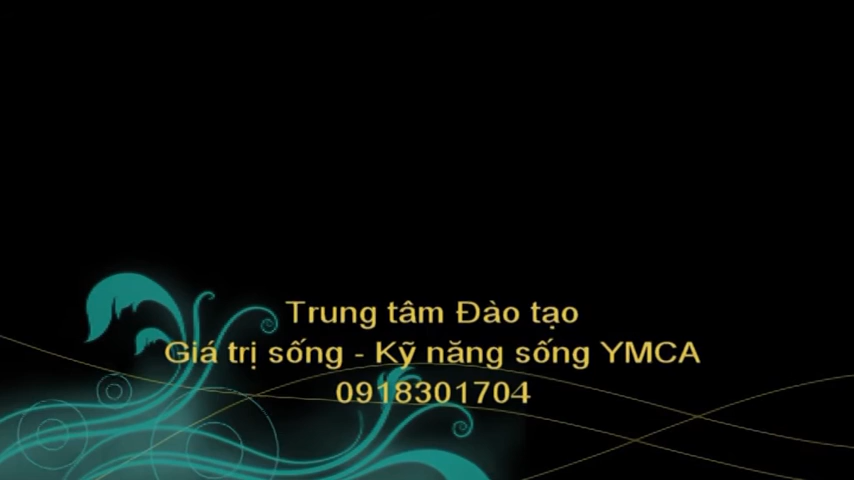 Trung tâm Đào tạo
Giá trị sống - Kỹ năng sống YMCA
0918301704